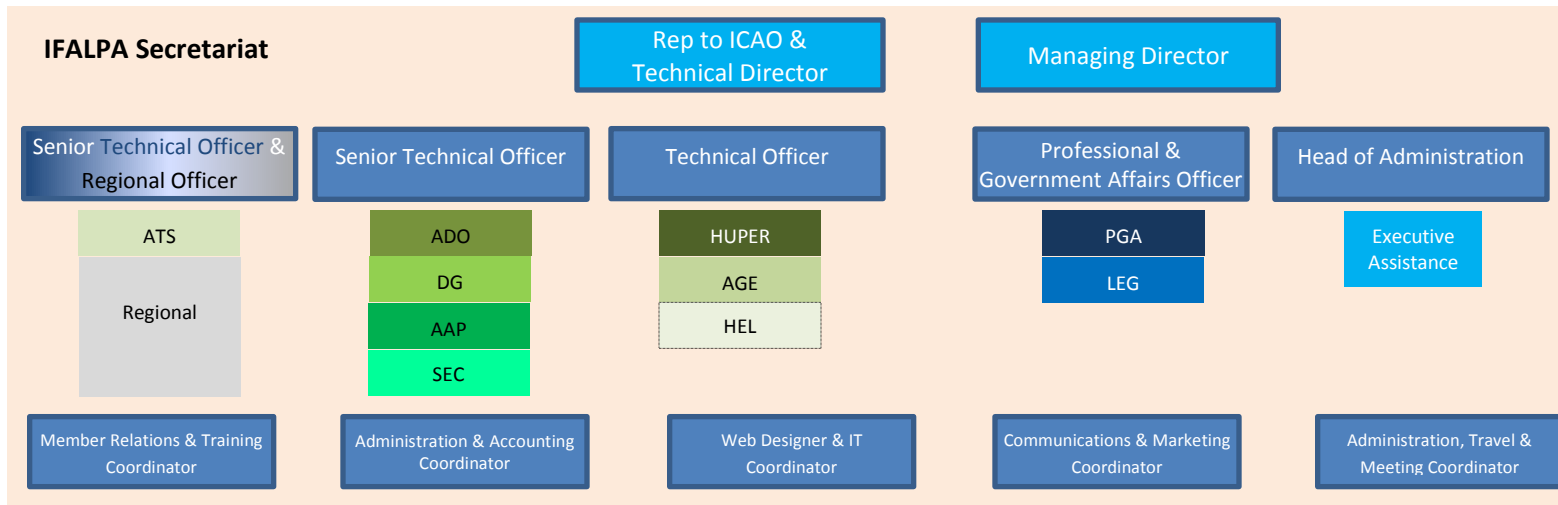 IFALPA Secretariat
Rep to ICAO &
Technical Director
Managing Director
Senior Technical Officer &
Regional Officer
Senior Technical Officer
Technical Officer
Professional &
Government Affairs Officer
Head of Administration
ATS
Regional
ADO
DG
AAP
SEC
HUPER
AGE
HEL
PGA
LEG
Executive
Assistance
Member Relations & Training
Coordinator
Administration & Accounting
Coordinator
Web Designer & IT
Coordinator
Communications & Marketing
Coordinator
Administration, Travel &
Meeting Coordinator